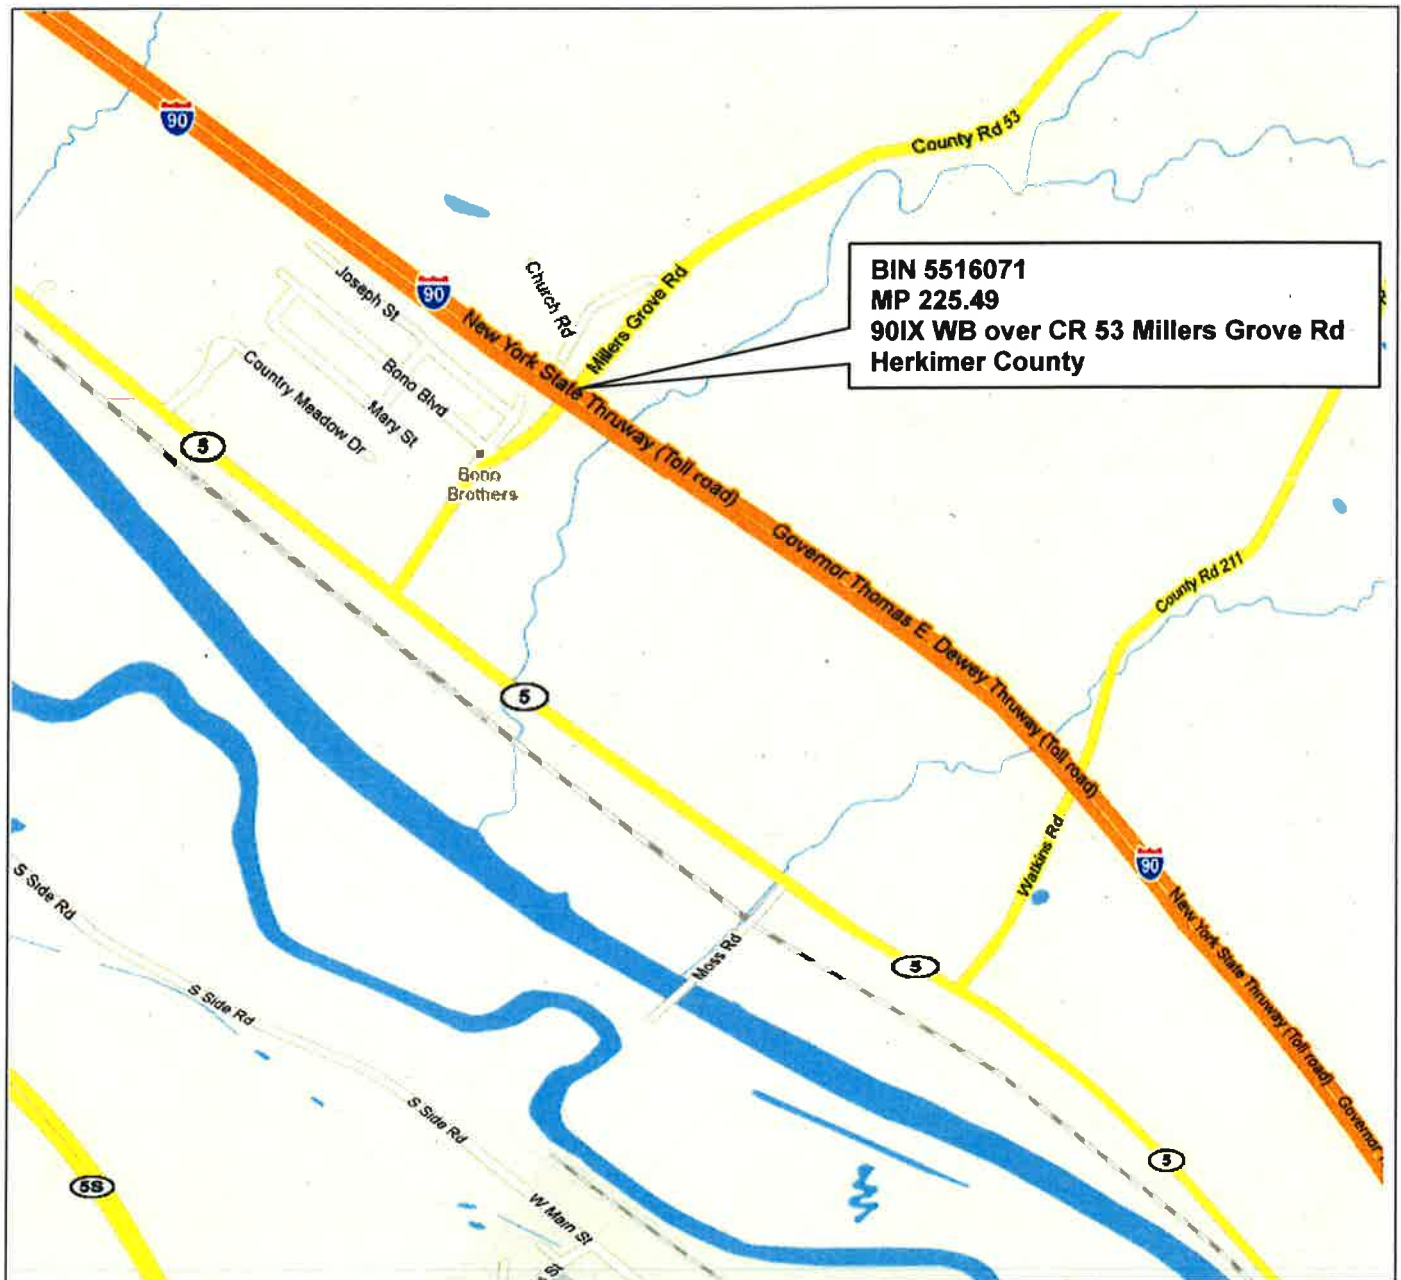 90
County Rd 53
BIN 5516071
MP 225.49
90IX WB over CR 53 Millers Grove Rd
Herkimer County
Joseph St
90
Church Rd
Millers Grove Rd
New York State Thruway (Toll road)
Country Meadow Dr
Bono Blvd
Mary St
5
Bono
Brothers
Governor Thomas E. Dewey Thruway (Toll road)
County Rd 211
5
Watkins Rd
90
S Side Rd
New York State Thruway (Toll road)
Moss Rd
5
S Side Rd
Governor
S Side Rd
5
5S
W Main St